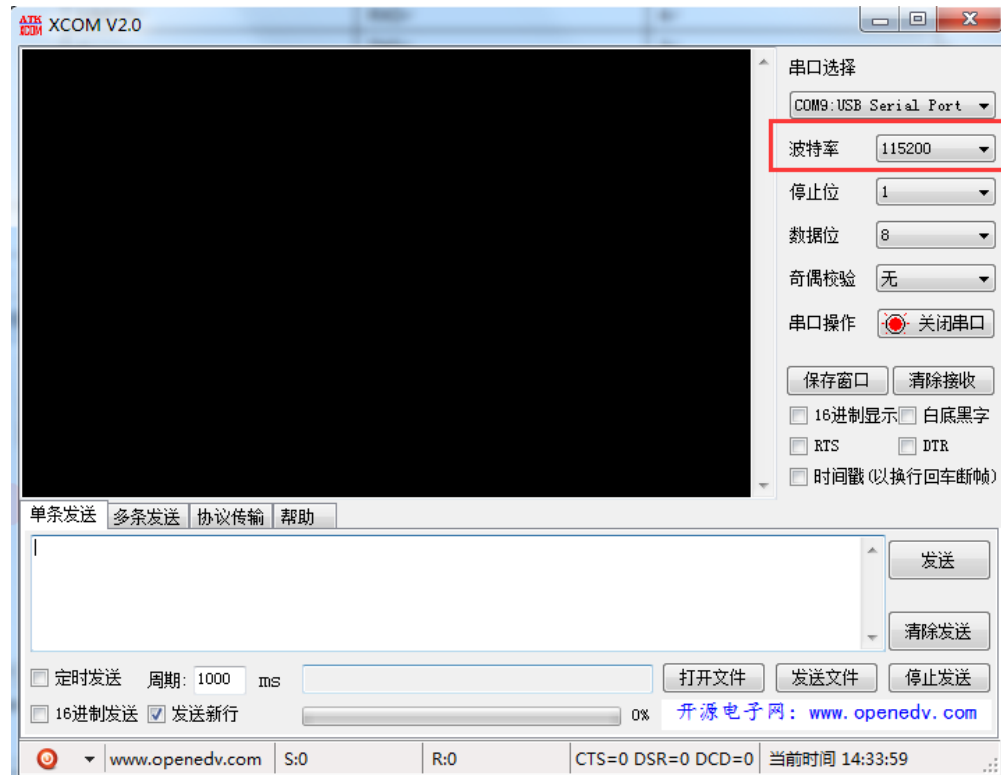 ATK XCOM XCOM V2.0
串口选择
COM9:USB Serial Port
波特率 115200
停止位 1
数据位 8
奇偶校验 无
串口操作 关闭串口
保存窗口 清除接收
16进制显示 白底黑字
RTS DTR
时间戳(以换行回车断帧)
单条发送 多条发送 协议传输 帮助
发送
清除发送
定时发送 周期: 1000 ms 打开文件 发送文件 停止发送
16进制发送 发送新行 0% 开源电子网: www.openedv.com
www.openedv.com S:0 R:0 CTS=0 DSR=0 DCD=0 当前时间 14:33:59